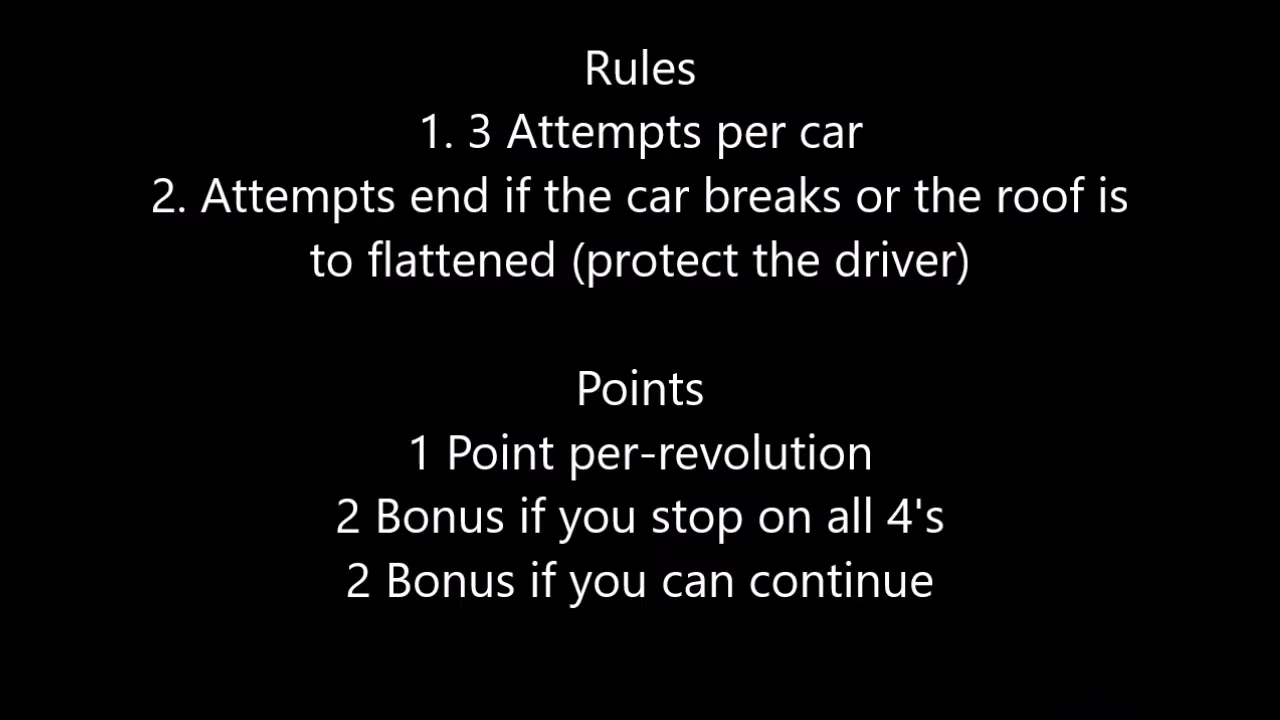 Rules
1. 3 Attempts per car
2. Attempts end if the car breaks or the roof is
to flattened (protect the driver)
Points
1 Point per-revolution
2 Bonus if you stop on all 4's
2 Bonus if you can continue